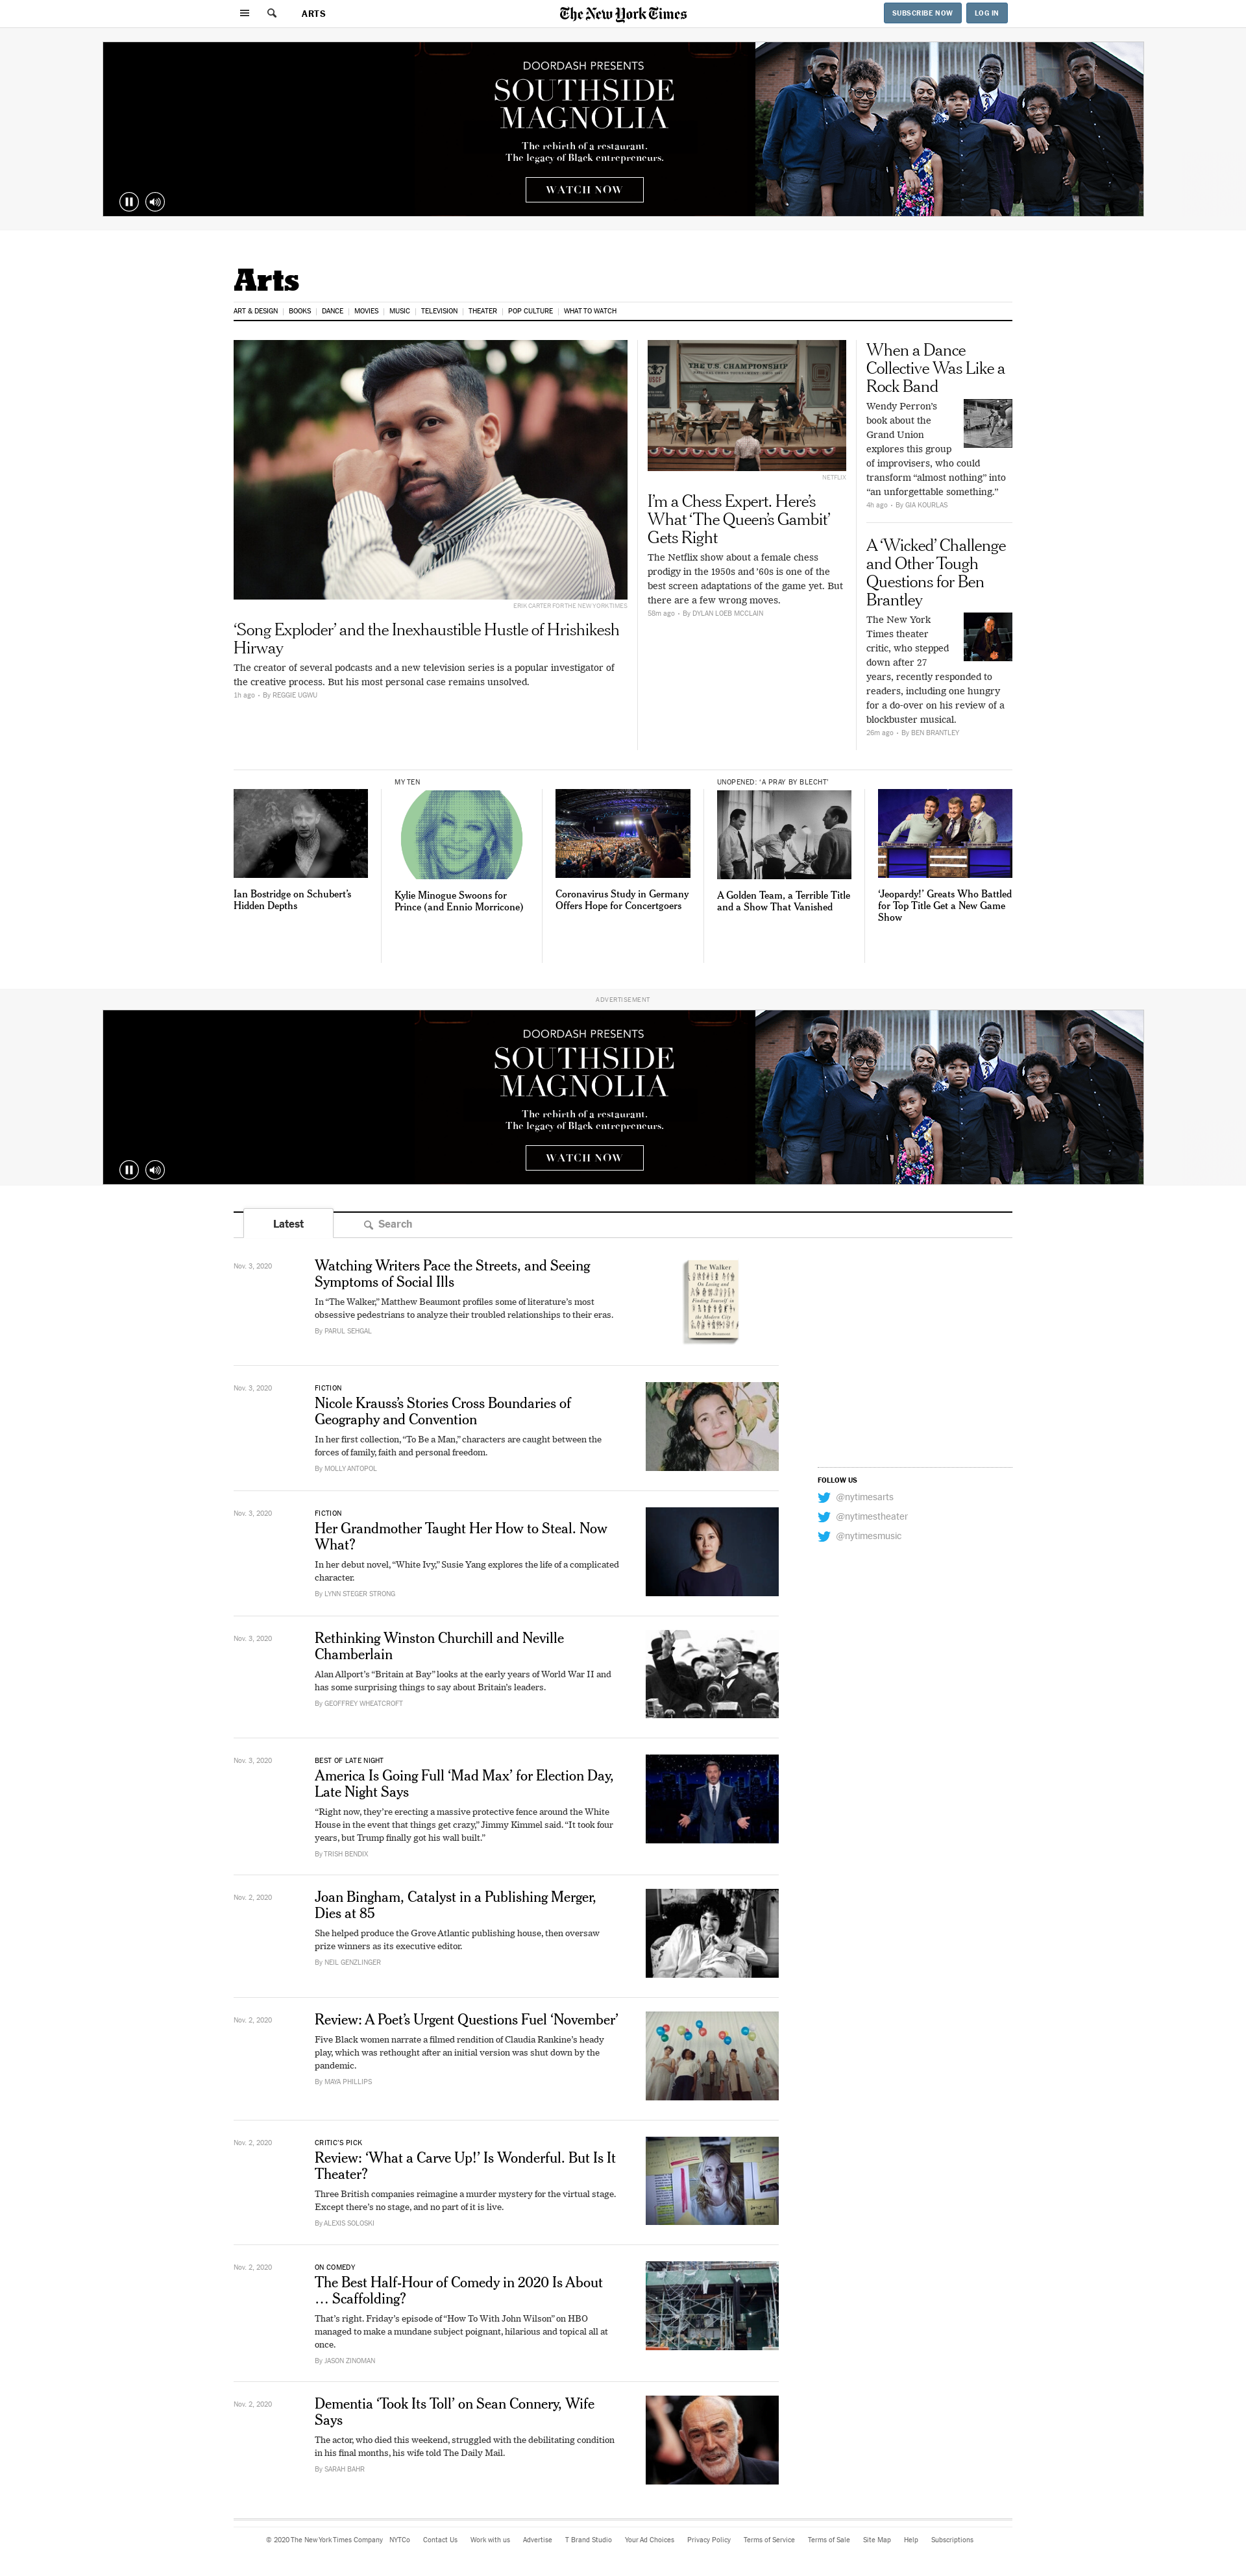 ARTS
The New York Times
SUBSCRIBE NOW
LOG IN
DOORDASH PRESENTS
SOUTHSIDE
MAGNOLIA
The rebirth of a restaurant.
The legacy of Black entrepreneurs.
WATCH NOW
Arts
ART & DESIGN | BOOKS | DANCE | MOVIES | MUSIC | TELEVISION | THEATER | POP CULTURE | WHAT TO WATCH
ERIK CARTER FOR THE NEW YORK TIMES
‘Song Exploder’ and the Inexhaustible Hustle of Hrishikesh
Hirway
The creator of several podcasts and a new television series is a popular investigator of
the creative process. But his most personal case remains unsolved.
1h ago • By REGGIE UGWU
THE U.S. CHAMPIONSHIP
NETFLIX
I’m a Chess Expert. Here’s
What ‘The Queen’s Gambit’
Gets Right
The Netflix show about a female chess
prodigy in the 1950s and ’60s is one of the
best screen adaptations of the game yet. But
there are a few wrong moves.
58m ago • By DYLAN LOEB MCCLAIN
When a Dance
Collective Was Like a
Rock Band
Wendy Perron’s
book about the
Grand Union
explores this group
of improvisers, who could
transform “almost nothing” into
“an unforgettable something.”
4h ago • By GIA KOURLAS
A ‘Wicked’ Challenge
and Other Tough
Questions for Ben
Brantley
The New York
Times theater
critic, who stepped
down after 27
years, recently responded to
readers, including one hungry
for a do-over on his review of a
blockbuster musical.
26m ago • By BEN BRANTLEY
Ian Bostridge on Schubert’s
Hidden Depths
MY TEN
Kylie Minogue Swoons for
Prince (and Ennio Morricone)
Coronavirus Study in Germany
Offers Hope for Concertgoers
UNOPENED: ‘A PRAY BY BLECHT’
A Golden Team, a Terrible Title
and a Show That Vanished
‘Jeopardy!’ Greats Who Battled
for Top Title Get a New Game
Show
ADVERTISEMENT
DOORDASH PRESENTS
SOUTHSIDE
MAGNOLIA
The rebirth of a restaurant.
The legacy of Black entrepreneurs.
WATCH NOW
Latest
Search
Nov. 3, 2020
Watching Writers Pace the Streets, and Seeing
Symptoms of Social Ills
In “The Walker,” Matthew Beaumont profiles some of literature’s most
obsessive pedestrians to analyze their troubled relationships to their eras.
By PARUL SEHGAL
The Walker
On Losing and
Finding Yourself in
the Modern City
Matthew Beaumont
Nov. 3, 2020
FICTION
Nicole Krauss’s Stories Cross Boundaries of
Geography and Convention
In her first collection, “To Be a Man,” characters are caught between the
forces of family, faith and personal freedom.
By MOLLY ANTOPOL
FOLLOW US
@nytimesarts
@nytimestheater
@nytimesmusic
Nov. 3, 2020
FICTION
Her Grandmother Taught Her How to Steal. Now
What?
In her debut novel, “White Ivy,” Susie Yang explores the life of a complicated
character.
By LYNN STEGER STRONG
Nov. 3, 2020
Rethinking Winston Churchill and Neville
Chamberlain
Alan Allport’s “Britain at Bay” looks at the early years of World War II and
has some surprising things to say about Britain’s leaders.
By GEOFFREY WHEATCROFT
Nov. 3, 2020
BEST OF LATE NIGHT
America Is Going Full ‘Mad Max’ for Election Day,
Late Night Says
“Right now, they’re erecting a massive protective fence around the White
House in the event that things get crazy,” Jimmy Kimmel said. “It took four
years, but Trump finally got his wall built.”
By TRISH BENDIX
Nov. 2, 2020
Joan Bingham, Catalyst in a Publishing Merger,
Dies at 85
She helped produce the Grove Atlantic publishing house, then oversaw
prize winners as its executive editor.
By NEIL GENZLINGER
Nov. 2, 2020
Review: A Poet’s Urgent Questions Fuel ‘November’
Five Black women narrate a filmed rendition of Claudia Rankine’s heady
play, which was rethought after an initial version was shut down by the
pandemic.
By MAYA PHILLIPS
Nov. 2, 2020
CRITIC’S PICK
Review: ‘What a Carve Up!’ Is Wonderful. But Is It
Theater?
Three British companies reimagine a murder mystery for the virtual stage.
Except there’s no stage, and no part of it is live.
By ALEXIS SOLOSKI
Nov. 2, 2020
ON COMEDY
The Best Half-Hour of Comedy in 2020 Is About
… Scaffolding?
That’s right. Friday’s episode of “How To With John Wilson” on HBO
managed to make a mundane subject poignant, hilarious and topical all at
once.
By JASON ZINOMAN
Nov. 2, 2020
Dementia ‘Took Its Toll’ on Sean Connery, Wife
Says
The actor, who died this weekend, struggled with the debilitating condition
in his final months, his wife told The Daily Mail.
By SARAH BAHR
© 2020 The New York Times Company NYTCo Contact Us Work with us Advertise T Brand Studio Your Ad Choices Privacy Policy Terms of Service Terms of Sale Site Map Help Subscriptions